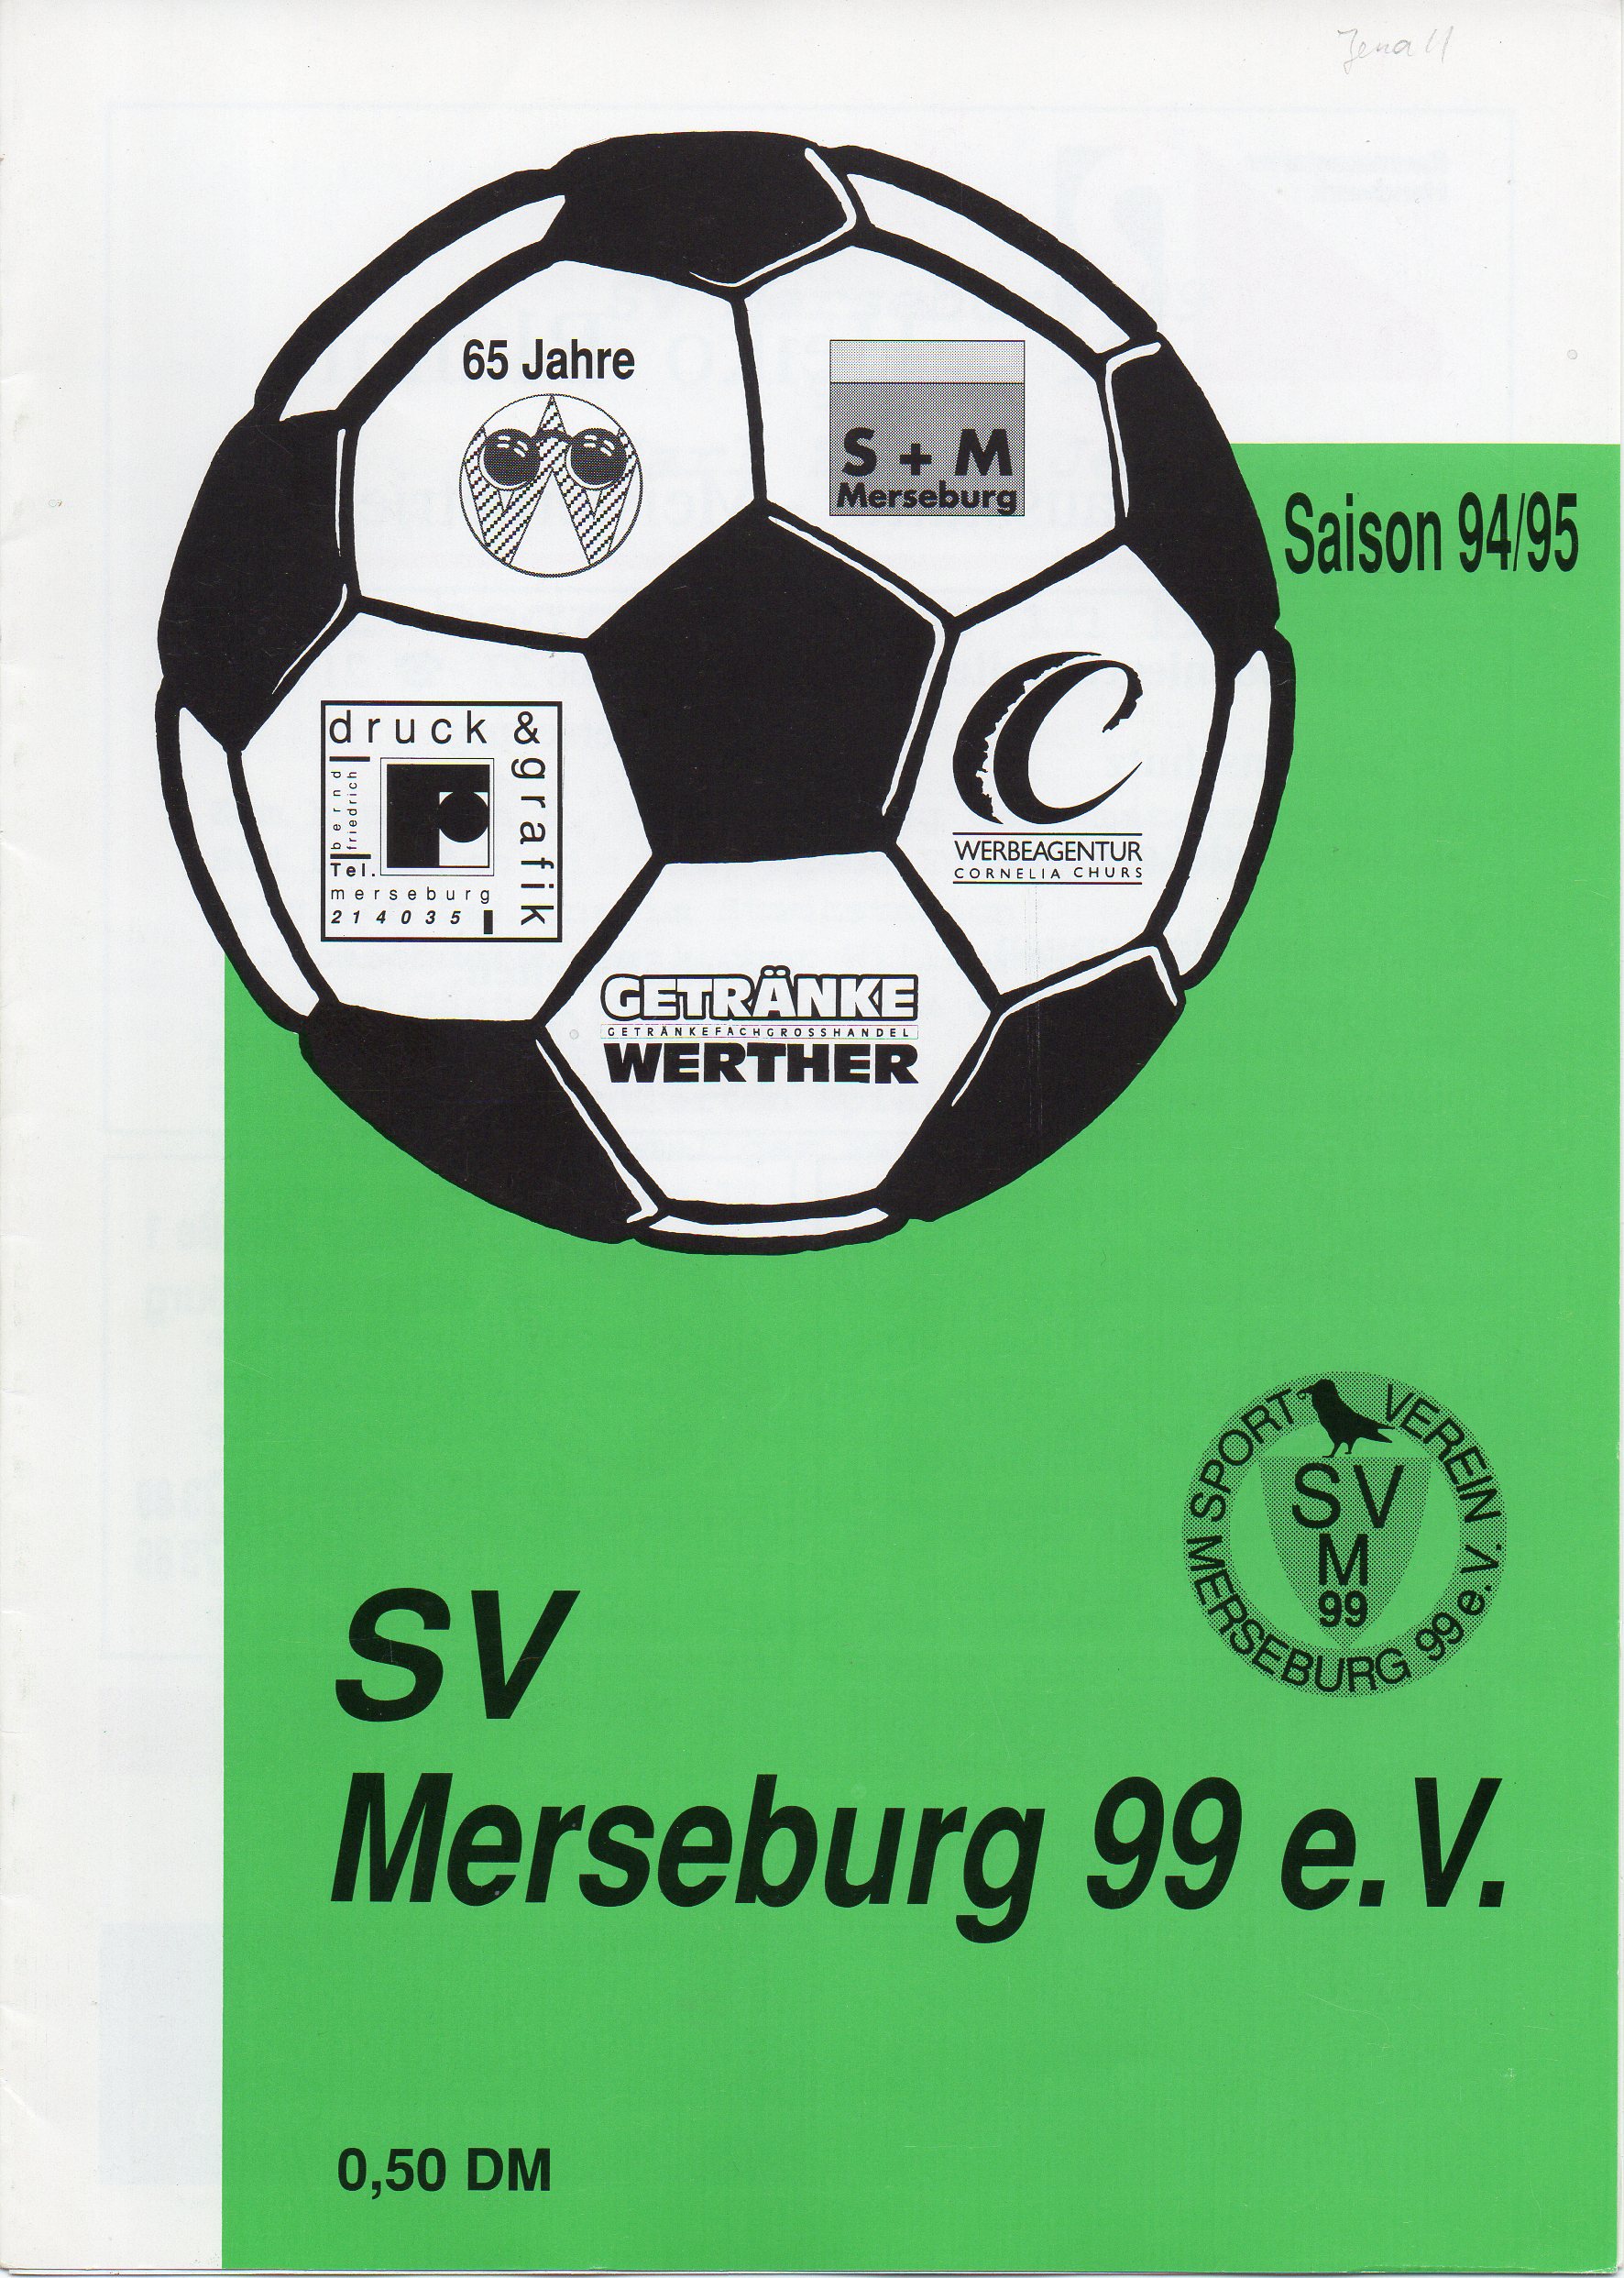 Jena II
65 Jahre
S + M
Merseburg
Saison 94/95
druck &
grafik
bernd
friedrich
Tel.
merseburg
214035
WERBEAGENTUR
CORNELIA CHURS
GETRÄNKE
GETRÄNKEFACHGROSSHANDEL
WERTHER
SPORT VEREIN
MERSEBURG 99 e.V.
SV
M
99
SV
Merseburg 99 e.V.
0,50 DM